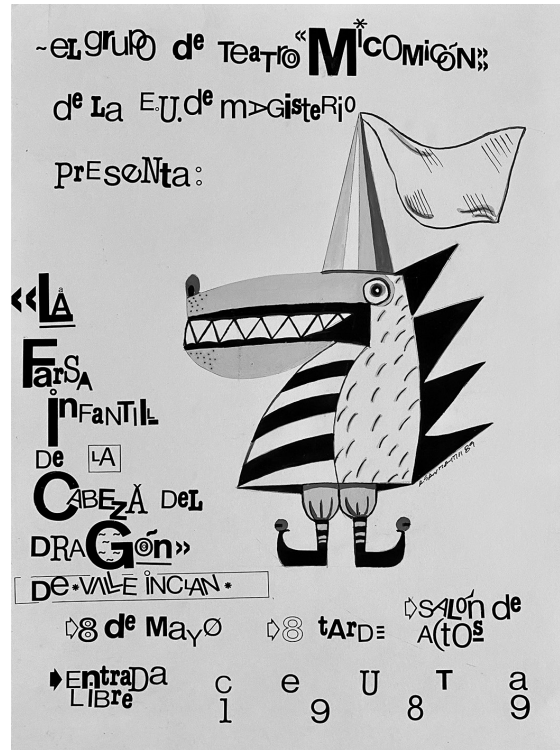 ~el grupo de Teatro «Micomicón»
de La E.U. de magisterio
presenta:
«La
Farsa
infantil
De LA
Cabeza del
Dragón»
De * Valle inclan *
8 de Mayo
8 tarde
Salón de
Actos
Entrada
Libre
ceUTa
1989